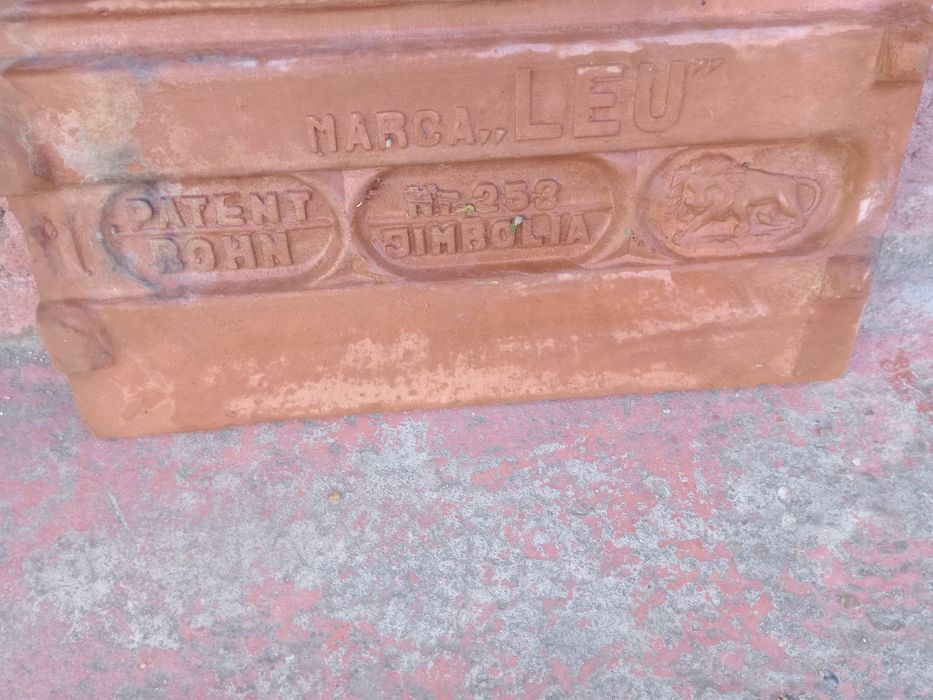 MARCA „LEU”
PATENT
BOHN
Nr 253
JIMBOLIA